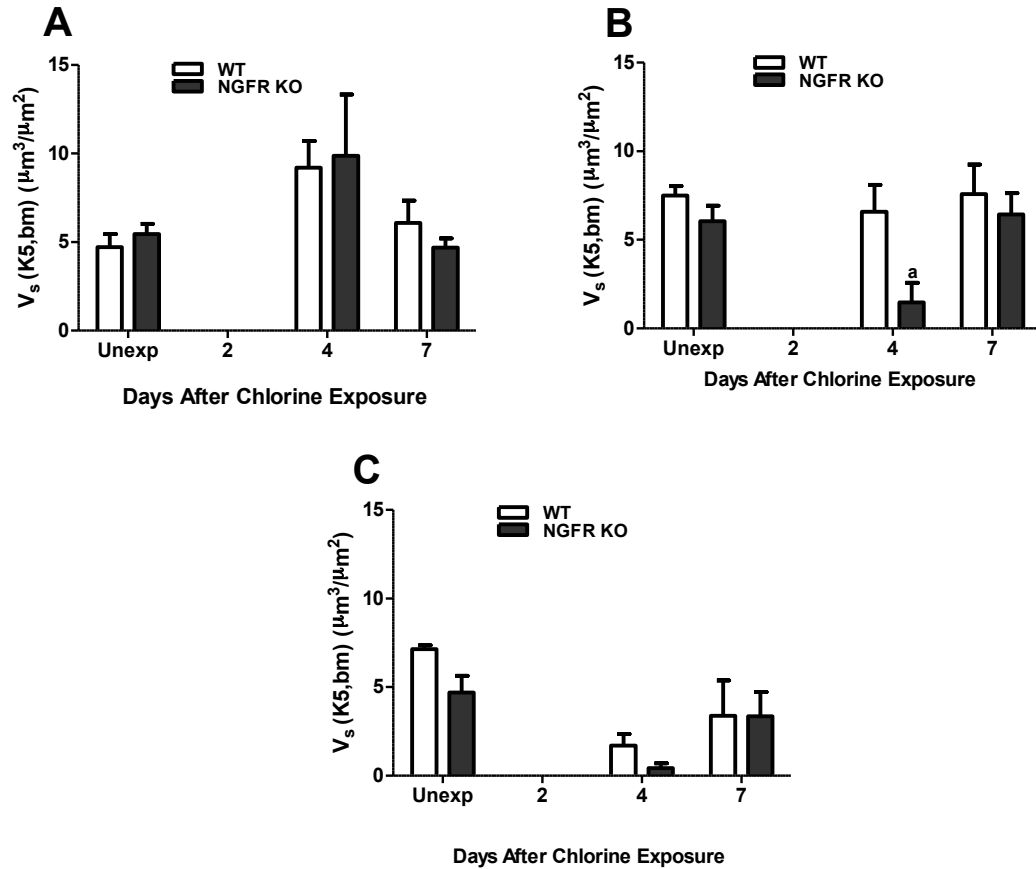 A
WT
NGFR KO
15
10
5
0
Vs (K5,bm) (μm³/μm²)
Unexp 2 4 7
Days After Chlorine Exposure
B
WT
NGFR KO
15
10
5
0
Vs (K5,bm) (μm³/μm²)
a
Unexp 2 4 7
Days After Chlorine Exposure
C
WT
NGFR KO
15
10
5
0
Vs (K5,bm) (μm³/μm²)
Unexp 2 4 7
Days After Chlorine Exposure